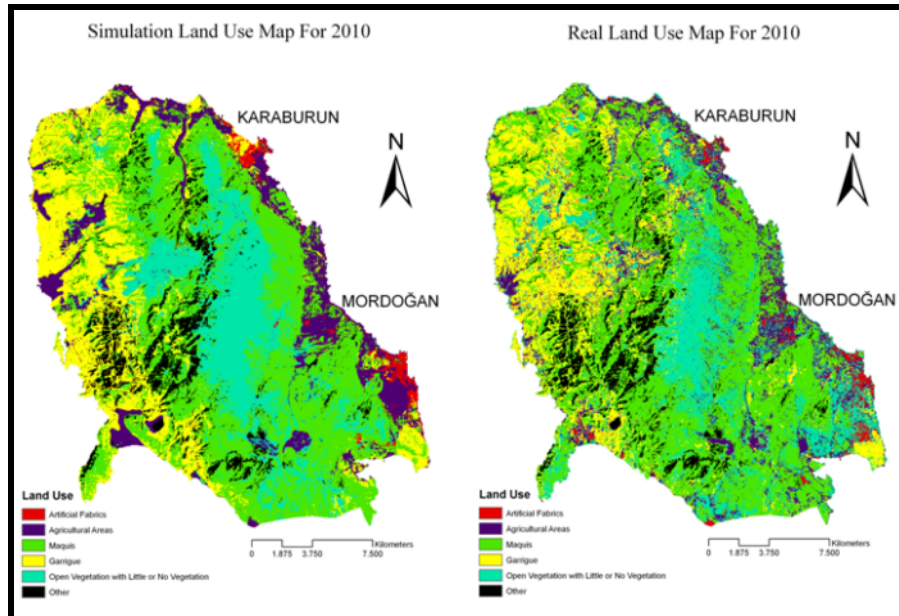 Simulation Land Use Map For 2010
KARABURUN
N
MORDOĞAN
Land Use
Artificial Fabrics
Agricultural Areas
Maquis
Garrigue
Open Vegetation with Little or No Vegetation
Other
Kilometers
0 1.875 3.750 7.500
Real Land Use Map For 2010
KARABURUN
N
MORDOĞAN
Land Use
Artificial Fabrics
Agricultural Areas
Maquis
Garrigue
Open Vegetation with Little or No Vegetation
Other
Kilometers
0 1.875 3.750 7.500